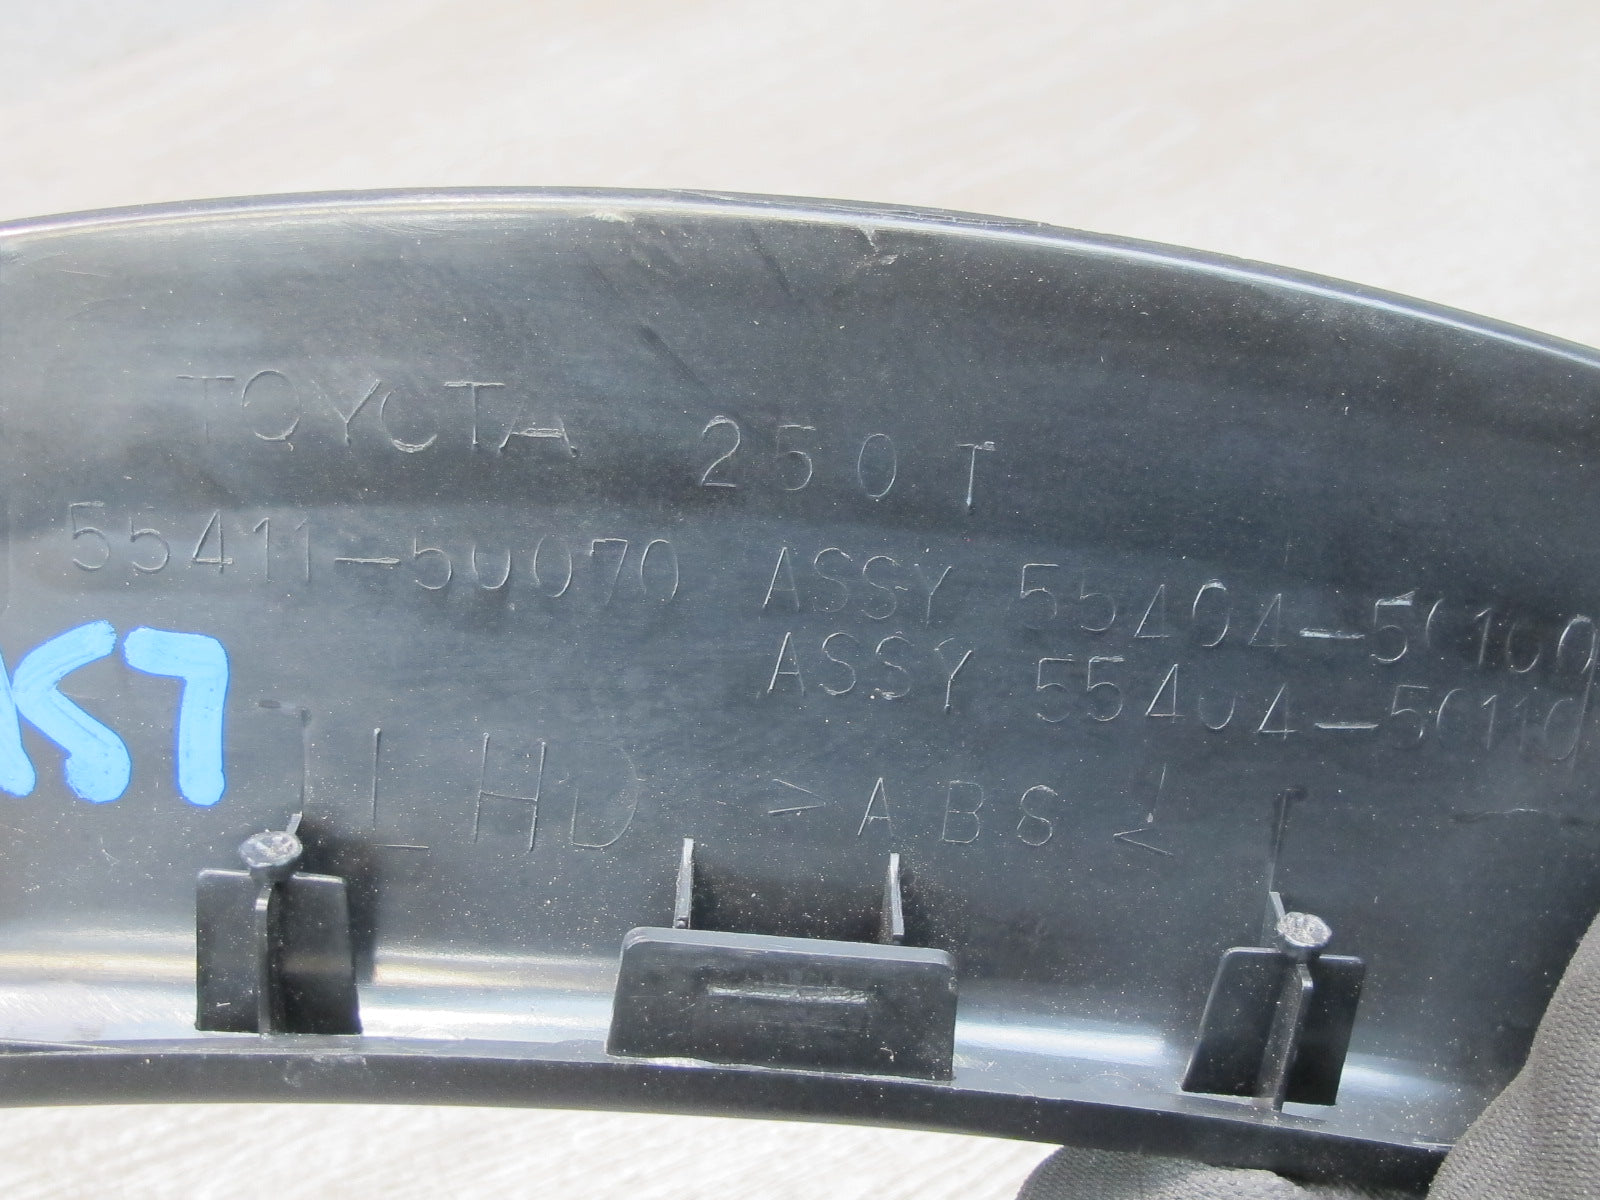 TOYOTA 250T
55411-50070 ASSY 55404-50100
ASSY 55404-50110
LHD >ABS<